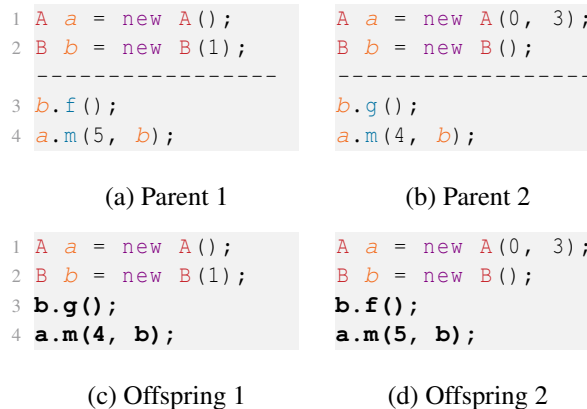 1 A a = new A();
2 B b = new B(1);
-----------------
3 b.f();
4 a.m(5, b);
(a) Parent 1
A a = new A(0, 3);
B b = new B();
------------------
b.g();
a.m(4, b);
(b) Parent 2
1 A a = new A();
2 B b = new B(1);
3 b.g();
4 a.m(4, b);
(c) Offspring 1
A a = new A(0, 3);
B b = new B();
b.f();
a.m(5, b);
(d) Offspring 2